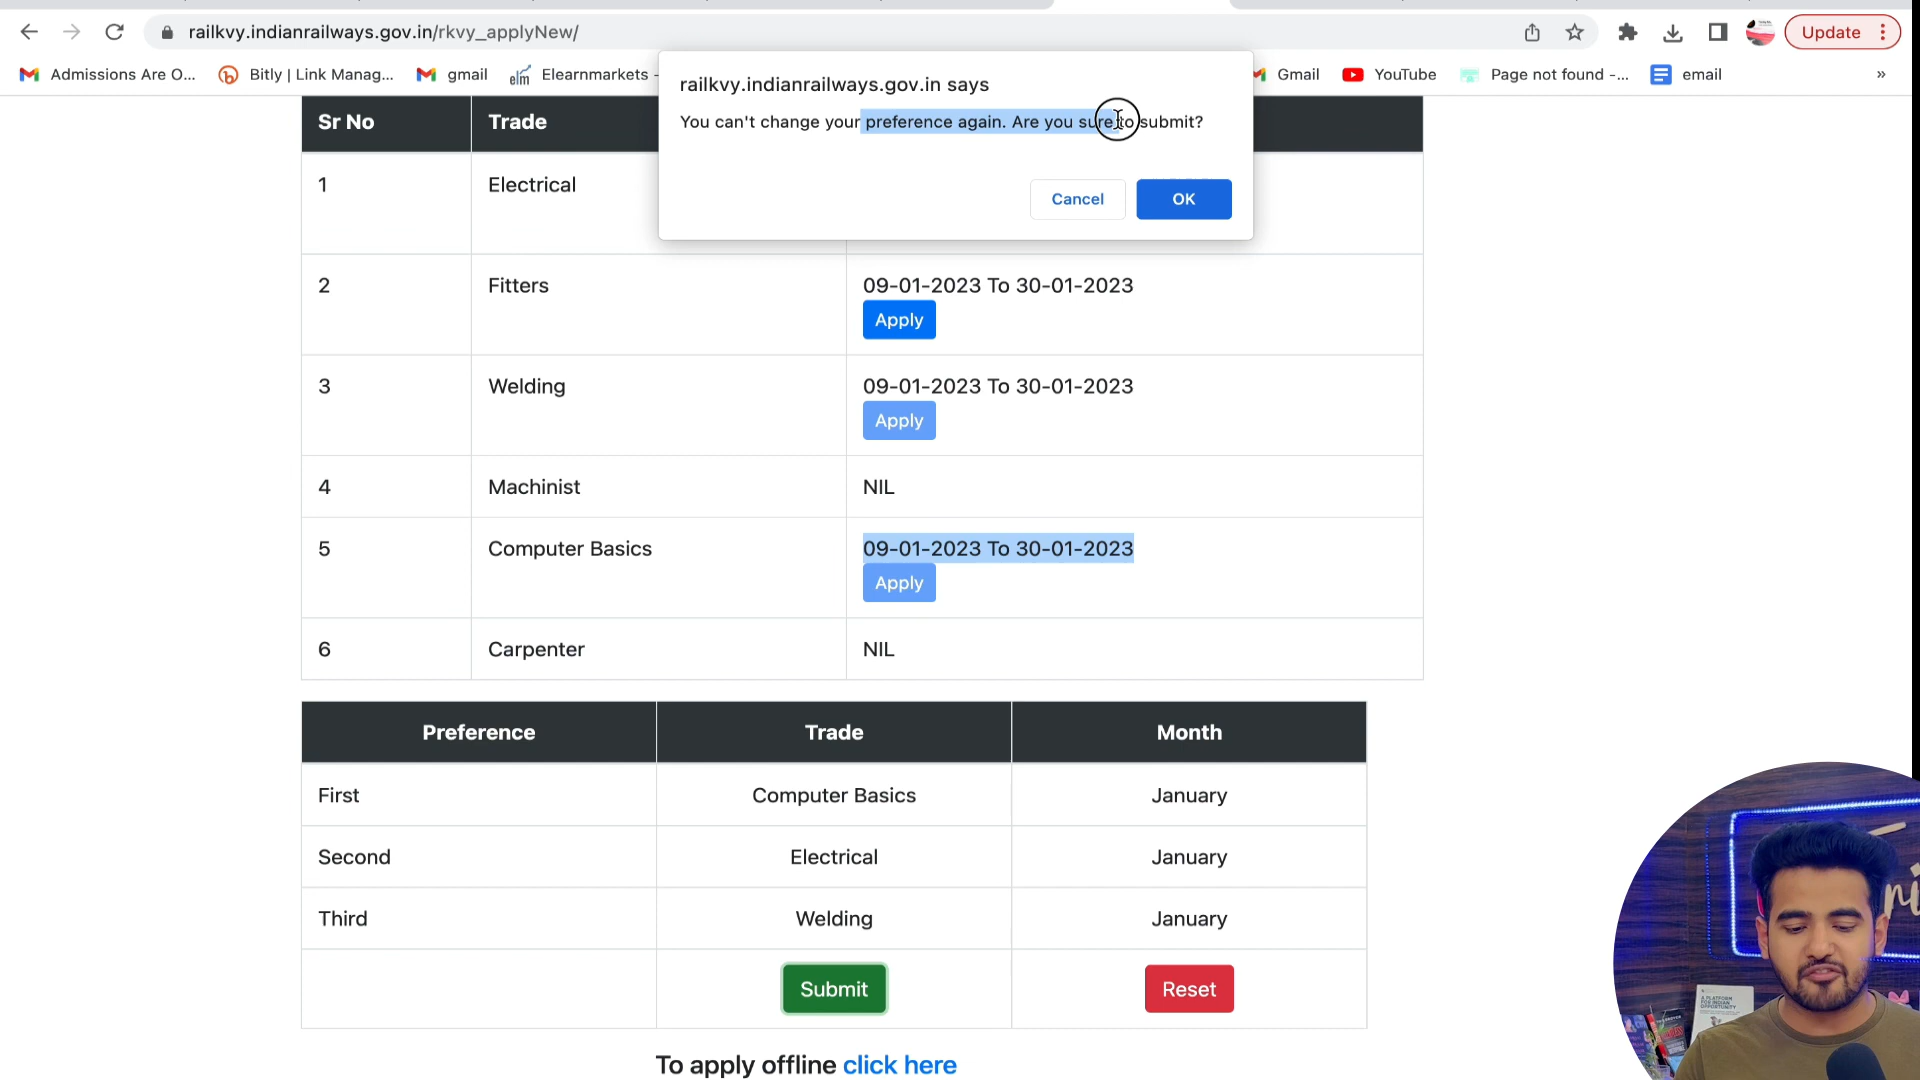 railkvy.indianrailways.gov.in/rkvy_applyNew/
Update
Admissions Are O...
Bitly | Link Manag...
gmail
elm
Elearnmarkets -
Gmail
YouTube
Page not found -...
email
»
railkvy.indianrailways.gov.in says
You can't change your preference again. Are you sure to submit?
Cancel
OK
Sr No
Trade
1
Electrical
2
Fitters
09-01-2023 To 30-01-2023
Apply
3
Welding
09-01-2023 To 30-01-2023
Apply
4
Machinist
NIL
5
Computer Basics
09-01-2023 To 30-01-2023
Apply
6
Carpenter
NIL
Preference
Trade
Month
First
Computer Basics
January
Second
Electrical
January
Third
Welding
January
Submit
Reset
To apply offline click here
A PLATFORM
FOR INDIAN
OPPORTUNITY